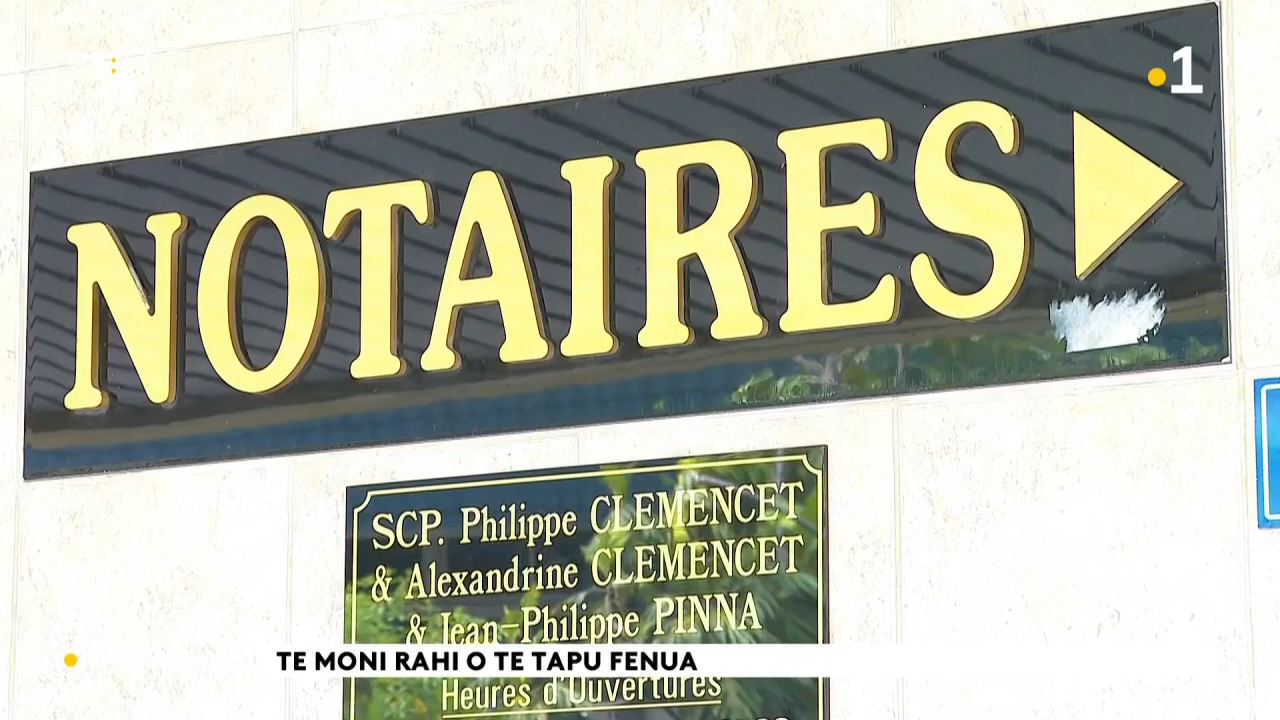 1
NOTAIRES
SCP. Philippe CLEMENCET
& Alexandrine CLEMENCET
& Jean-Philippe PINNA
TE MONI RAHI O TE TAPU FENUA
Heures d'Ouvertures